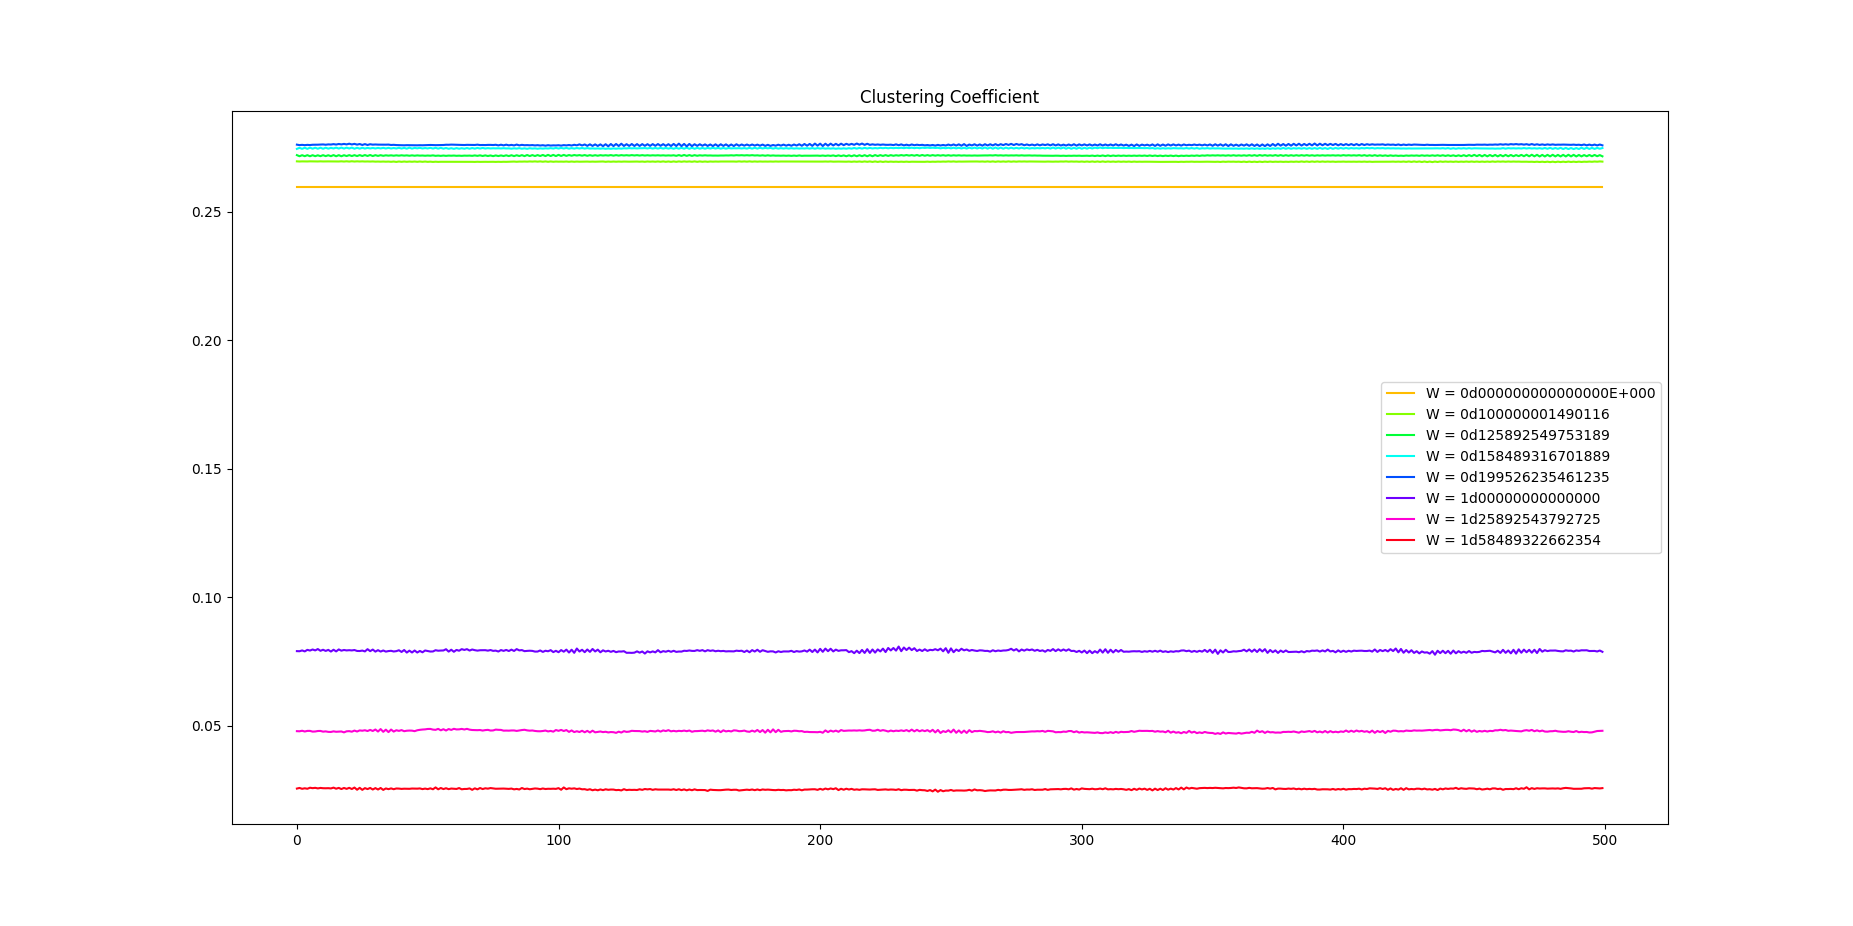 Clustering Coefficient
0.25
0.20
0.15
0.10
0.05
W = 0d000000000000000E+000
W = 0d100000001490116
W = 0d125892549753189
W = 0d158489316701889
W = 0d199526235461235
W = 1d00000000000000
W = 1d25892543792725
W = 1d58489322662354
0 100 200 300 400 500